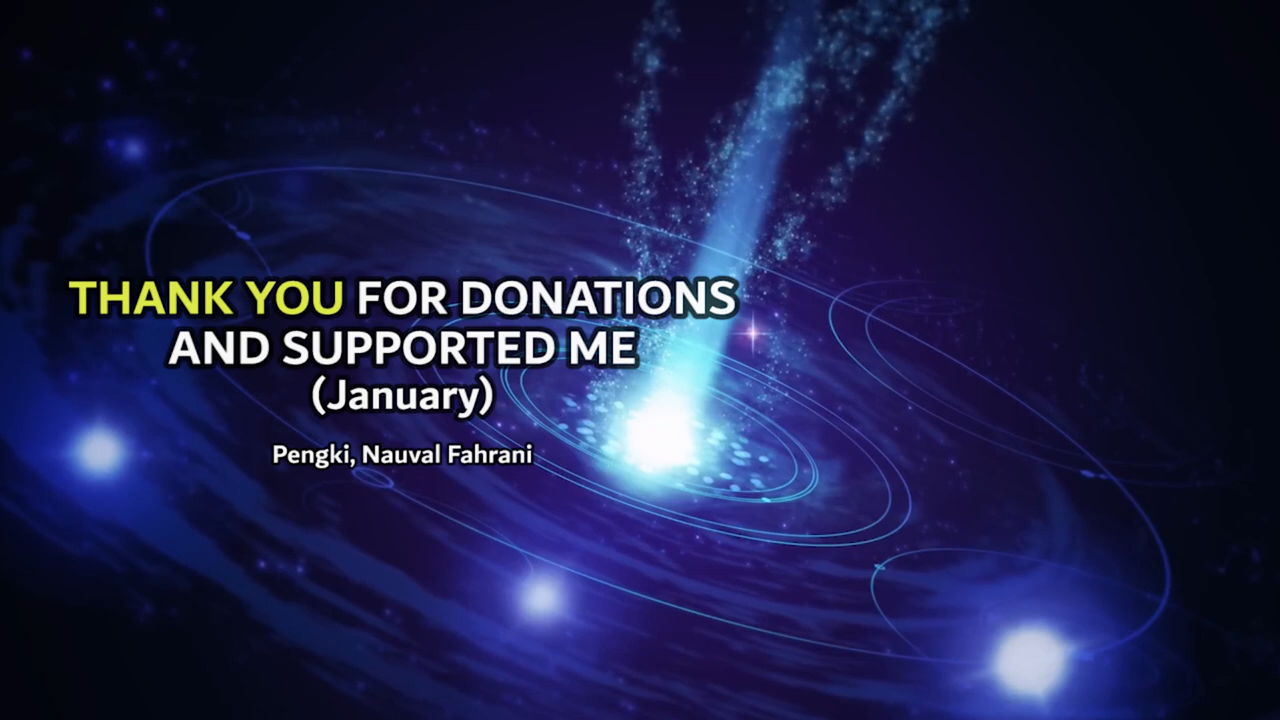 THANK YOU FOR DONATIONS
AND SUPPORTED ME
(January)
Pengki, Nauval Fahrani